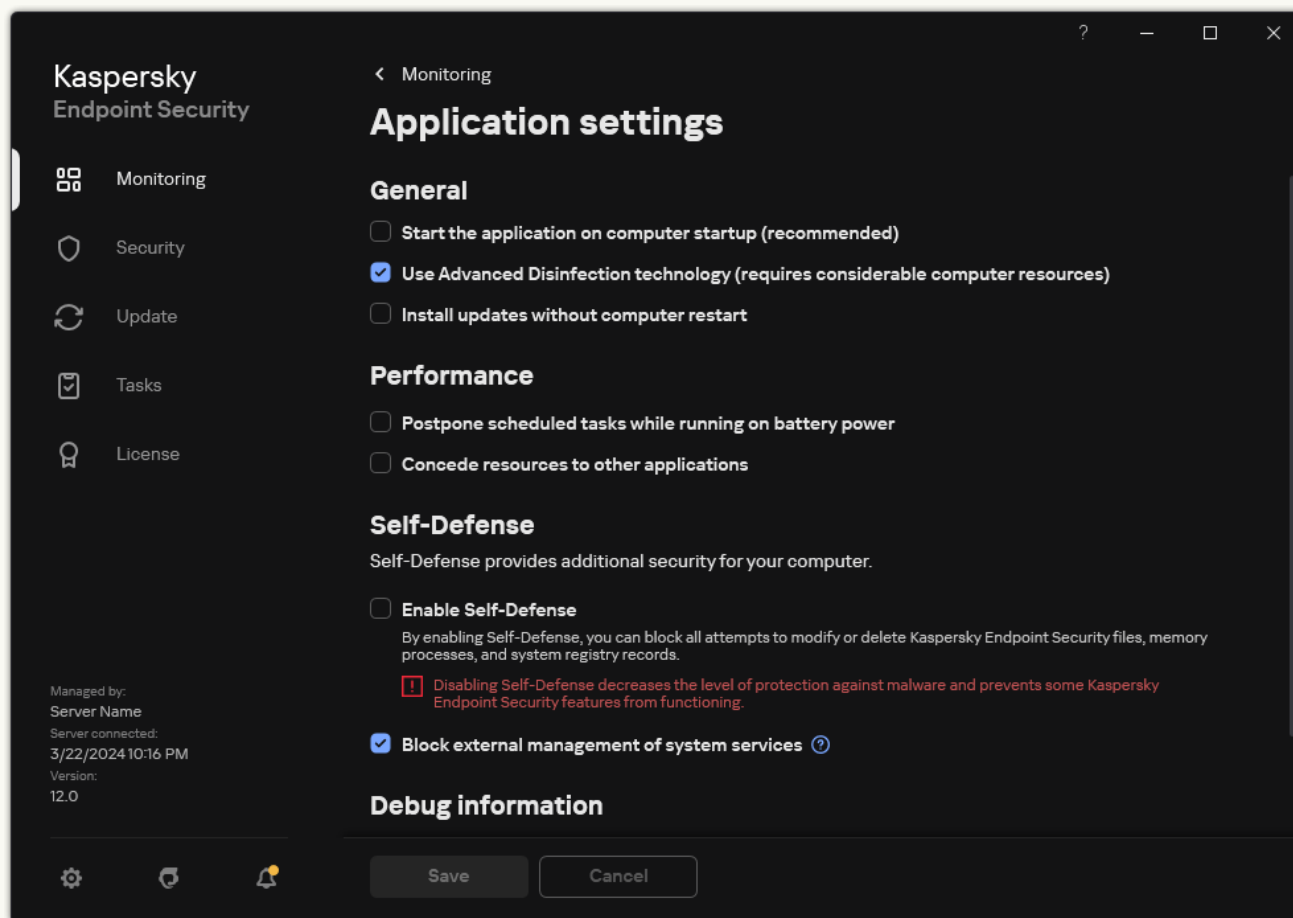 ?
Kaspersky
Endpoint Security
Monitoring
Security
Update
Tasks
License
Managed by:
Server Name
Server connected:
3/22/2024 10:16 PM
Version:
12.0
Monitoring
Application settings
General
Start the application on computer startup (recommended)
Use Advanced Disinfection technology (requires considerable computer resources)
Install updates without computer restart
Performance
Postpone scheduled tasks while running on battery power
Concede resources to other applications
Self-Defense
Self-Defense provides additional security for your computer.
Enable Self-Defense
By enabling Self-Defense, you can block all attempts to modify or delete Kaspersky Endpoint Security files, memory
processes, and system registry records.
! Disabling Self-Defense decreases the level of protection against malware and prevents some Kaspersky
Endpoint Security features from functioning.
Block external management of system services ?
Debug information
Save
Cancel